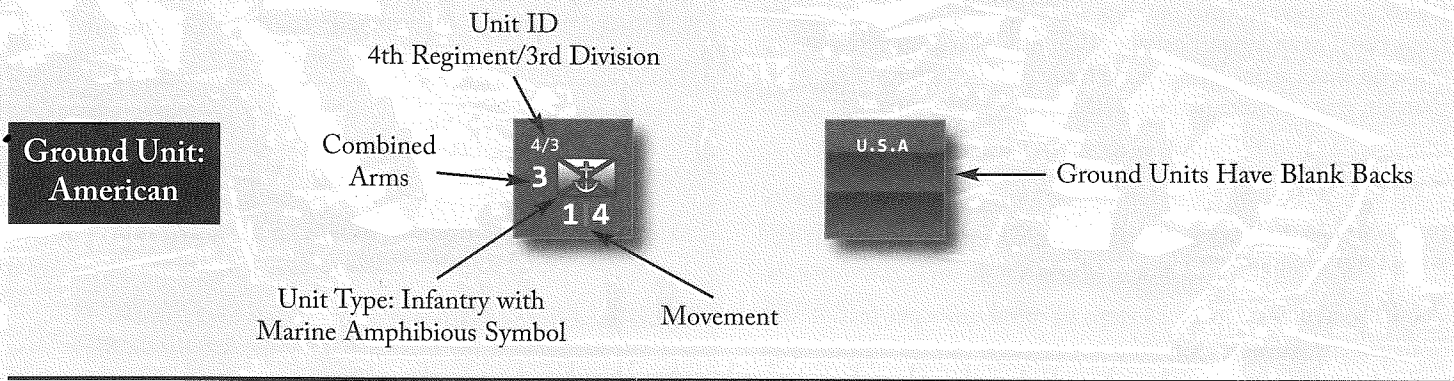 Unit ID
4th Regiment/3rd Division
Ground Unit:
American
Combined
Arms
4/3
3
1 4
U.S.A
Ground Units Have Blank Backs
Unit Type: Infantry with
Marine Amphibious Symbol
Movement